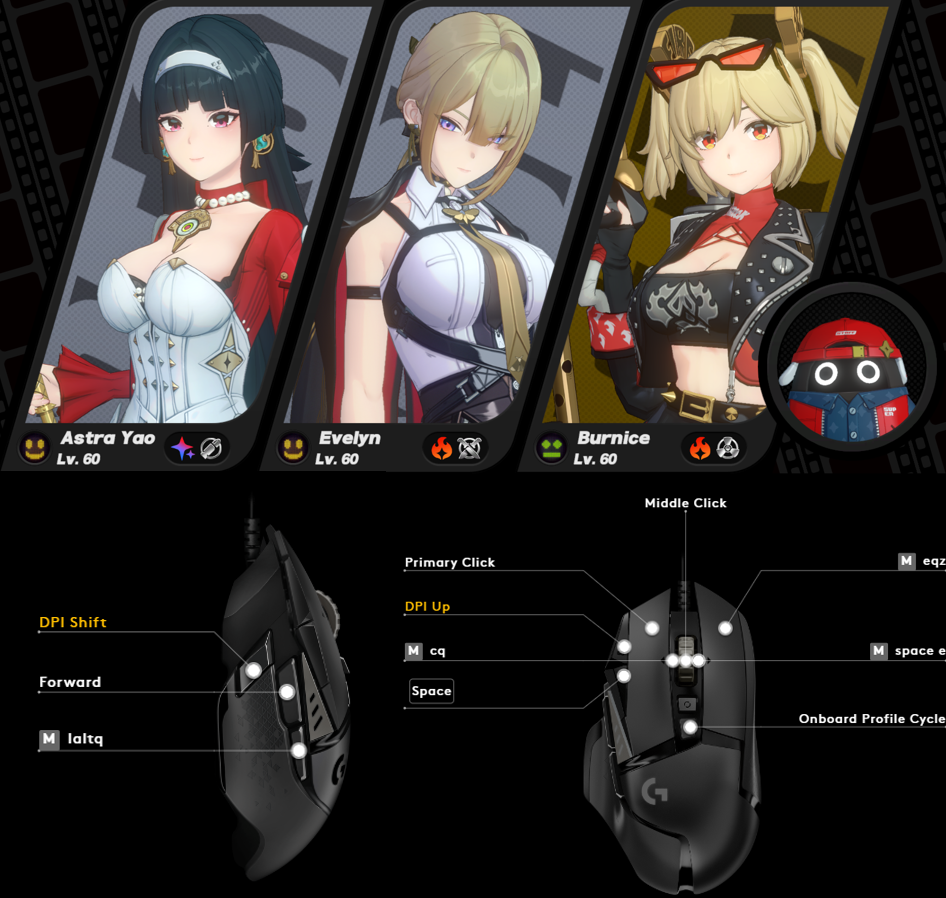 Astra Yao
Lv. 60
Evelyn
Lv. 60
Burnice
Lv. 60
Middle Click
Primary Click
M eqz
DPI Up
DPI Shift
M cq
M space e
Forward
Space
Onboard Profile Cycle
M laltq